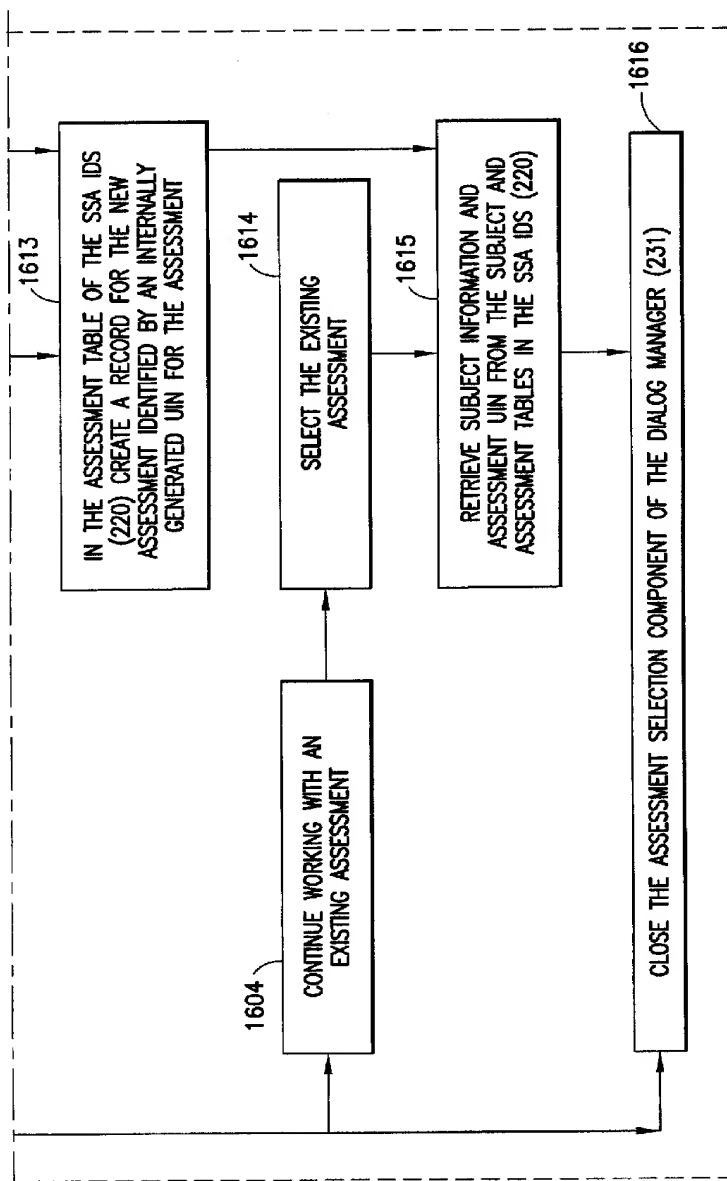 1613
IN THE ASSESSMENT TABLE OF THE SSA IDS
(220) CREATE A RECORD FOR THE NEW
ASSESSMENT IDENTIFIED BY AN INTERNALLY
GENERATED UIN FOR THE ASSESSMENT
1604
CONTINUE WORKING WITH AN
EXISTING ASSESSMENT
1614
SELECT THE EXISTING
ASSESSMENT
1615
RETRIEVE SUBJECT INFORMATION AND
ASSESSMENT UIN FROM THE SUBJECT AND
ASSESSMENT TABLES IN THE SSA IDS (220)
1616
CLOSE THE ASSESSMENT SELECTION COMPONENT OF THE DIALOG MANAGER (231)